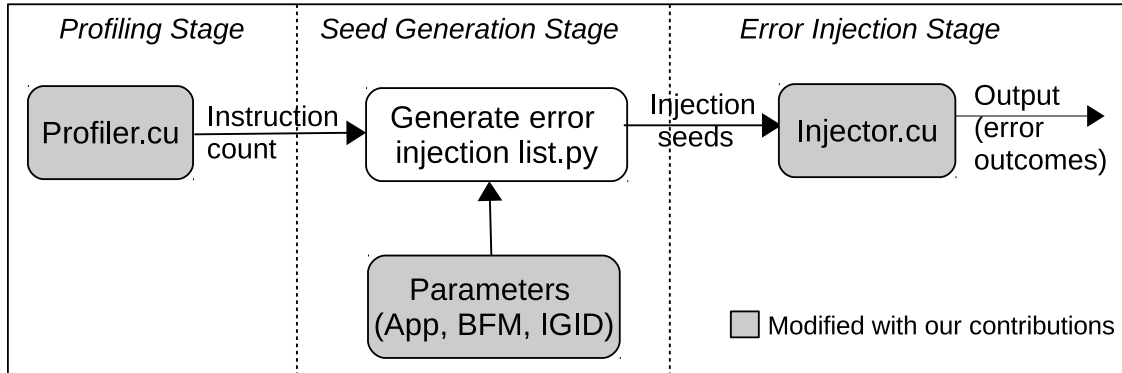 Profiling Stage
Seed Generation Stage
Error Injection Stage
Profiler.cu
Instruction
count
Generate error
injection list.py
Injection
seeds
Injector.cu
Output
(error
outcomes)
Parameters
(App, BFM, IGID)
Modified with our contributions